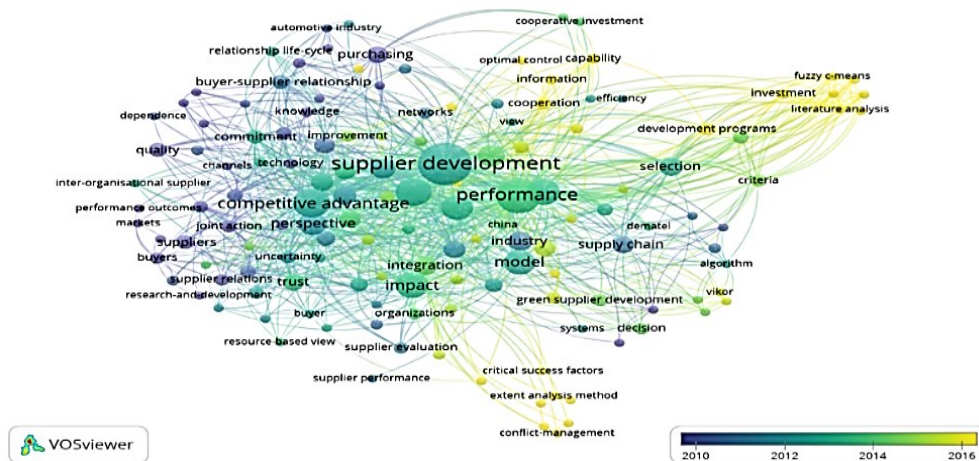 cooperative investment
automotive industry
relationship life-cycle
purchasing
optimal control
capability
buyer-supplier relationship
information
fuzzy c-means
investment
literature analysis
dependence
knowledge
networks
cooperation
efficiency
view
development programs
commitment
improvement
quality
channels
technology
supplier development
selection
inter-organisational supplier
criteria
performance
competitive advantage
performance outcomes
markets
joint action
perspective
china
dematel
suppliers
industry
supply chain
buyers
uncertainty
integration
model
algorithm
supplier relations
trust
impact
research-and-development
vikor
green supplier development
buyer
organizations
systems
decision
resource-based view
supplier evaluation
supplier performance
critical success factors
extent analysis method
conflict-management
VOSviewer
2010 2012 2014 2016